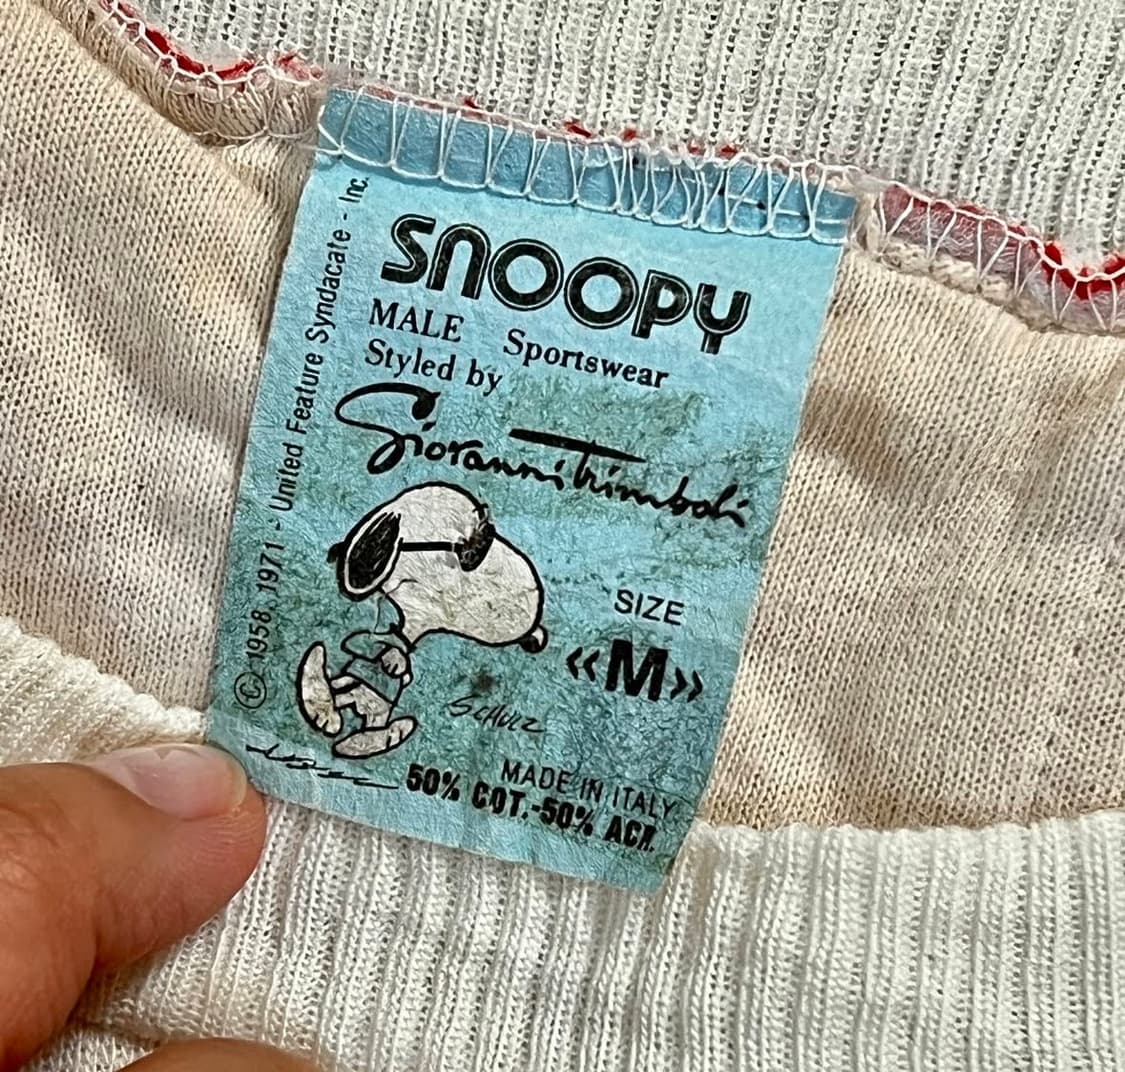 SNOOPY
MALE Sportswear
Styled by
Giovanni Trimboli
SIZE
«M»
SCHULZ
MADE IN ITALY
50% COT.-50% ACR.
© 1958, 1971 - United Feature Syndacate - Inc.